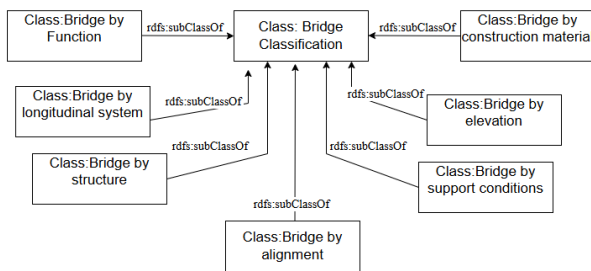 Class:Bridge by
Function
rdfs:subClassOf
Class: Bridge
Classification
rdfs:subClassOf
Class:Bridge by
construction material
Class:Bridge by
longitudinal system
rdfs:subClassOf
rdfs:subClassOf
Class:Bridge by
elevation
Class:Bridge by
structure
rdfs:subClassOf
rdfs:subClassOf
Class:Bridge by
support conditions
rdfs:subClassOf
Class:Bridge by
alignment